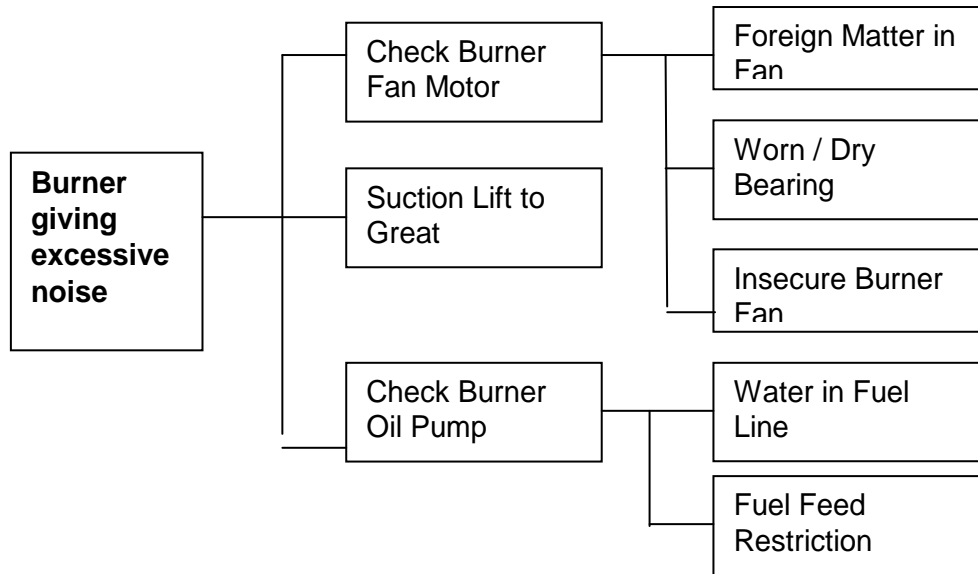 Burner
giving
excessive
noise
Check Burner
Fan Motor
Suction Lift to
Great
Check Burner
Oil Pump
Foreign Matter in
Fan
Worn / Dry
Bearing
Insecure Burner
Fan
Water in Fuel
Line
Fuel Feed
Restriction